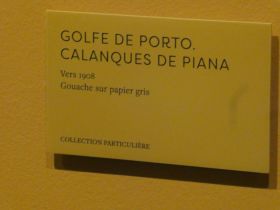 GOLFE DE PORTO.
CALANQUES DE PIANA
Vers 1908
Gouache sur papier gris
COLLECTION PARTICULIÈRE